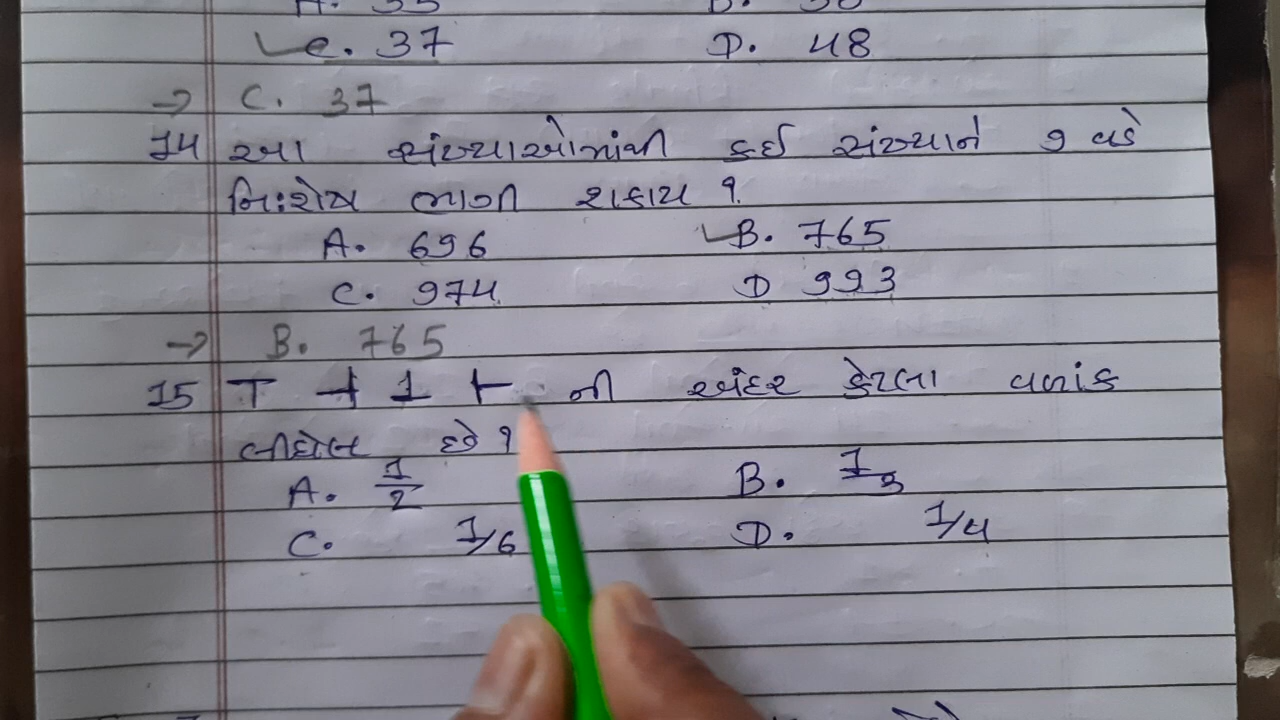 C. 37 D. 48
→ C. 37
14 આ સંખ્યાઓમાંથી કઈ સંખ્યાને 9 વડે
નિ:શેષ ભાગી શકાય ?
A. 696 B. 765
C. 974 D 993
→ B. 765
15 ની અંદર કેટલા વળાંક
લીધેલ હશે ?
A. 1/2 B. 1/3
C. 1/6 D. 1/4